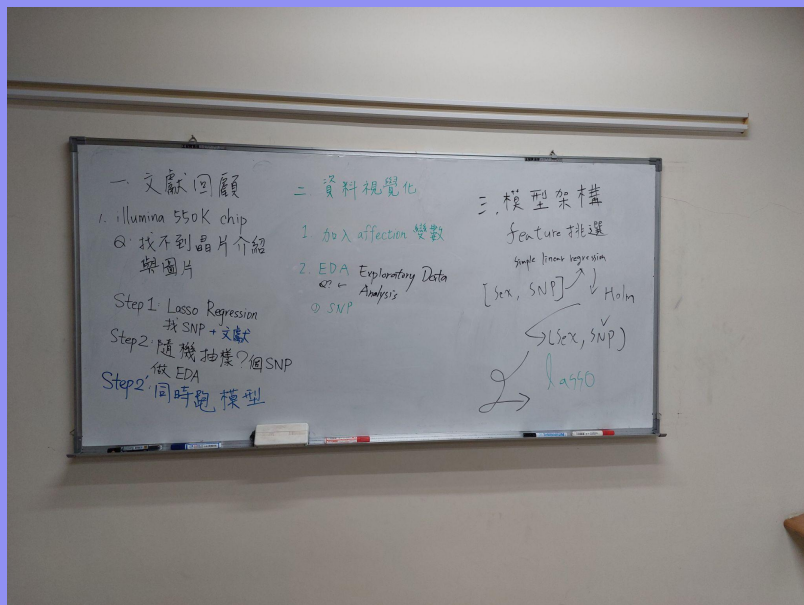 一、文獻回顧
1. illumina 550K chip
Q: 找不到晶片介紹
與圖片
Step 1: Lasso Regression
找 SNP + 文獻
Step2: 隨機抽樣?個SNP
做 EDA
Step2': 同時跑模型
二、資料視覺化
1. 加入 affection 變數
2. EDA Exploratory Data
Analysis
① SNP
三、模型架構
feature 挑選
simple linear regression
[Sex, SNP]
Holm
(Sex, SNP)
lasso